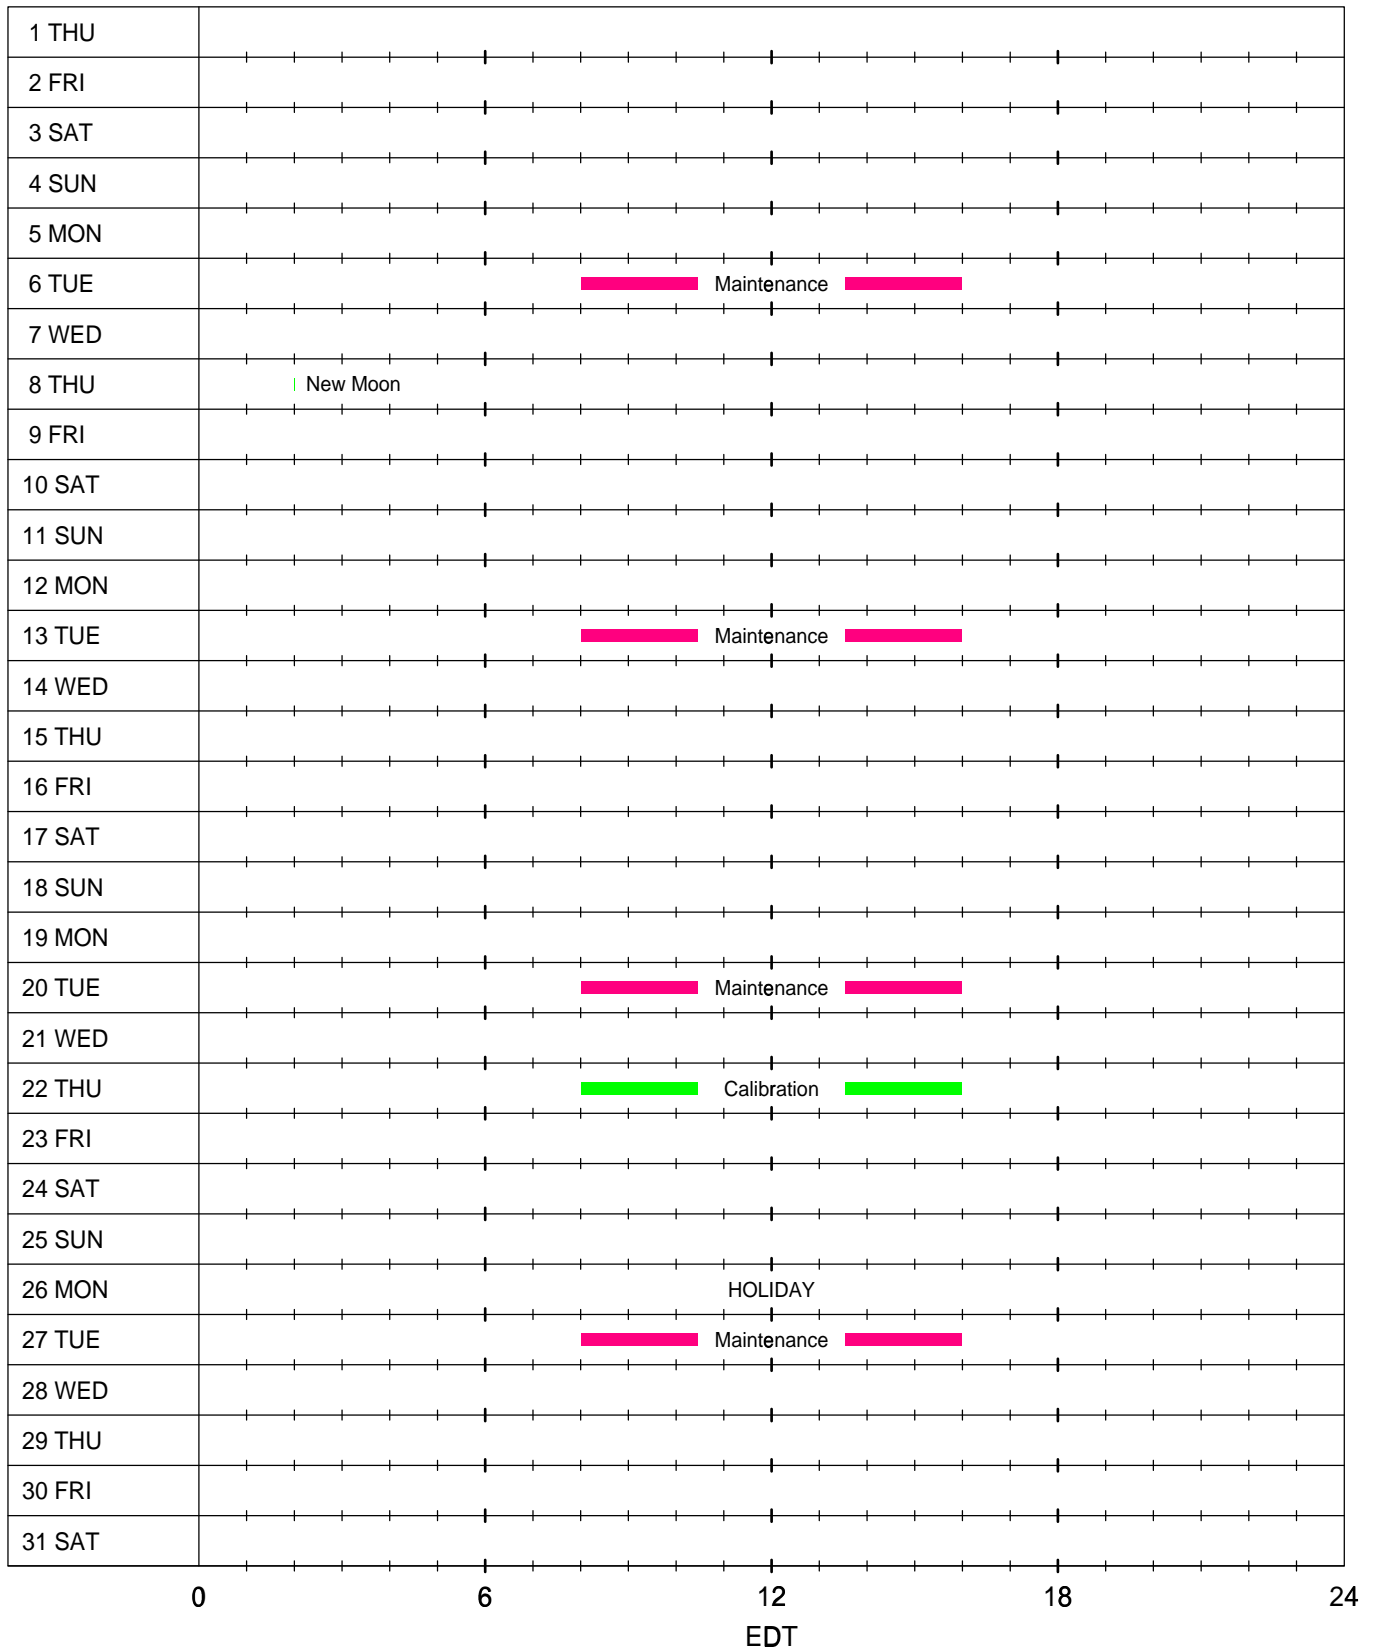 1 THU
2 FRI
3 SAT
4 SUN
5 MON
6 TUE Maintenance
7 WED
8 THU New Moon
9 FRI
10 SAT
11 SUN
12 MON
13 TUE Maintenance
14 WED
15 THU
16 FRI
17 SAT
18 SUN
19 MON
20 TUE Maintenance
21 WED
22 THU Calibration
23 FRI
24 SAT
25 SUN
26 MON HOLIDAY
27 TUE Maintenance
28 WED
29 THU
30 FRI
31 SAT
0 6 12 18 24
EDT